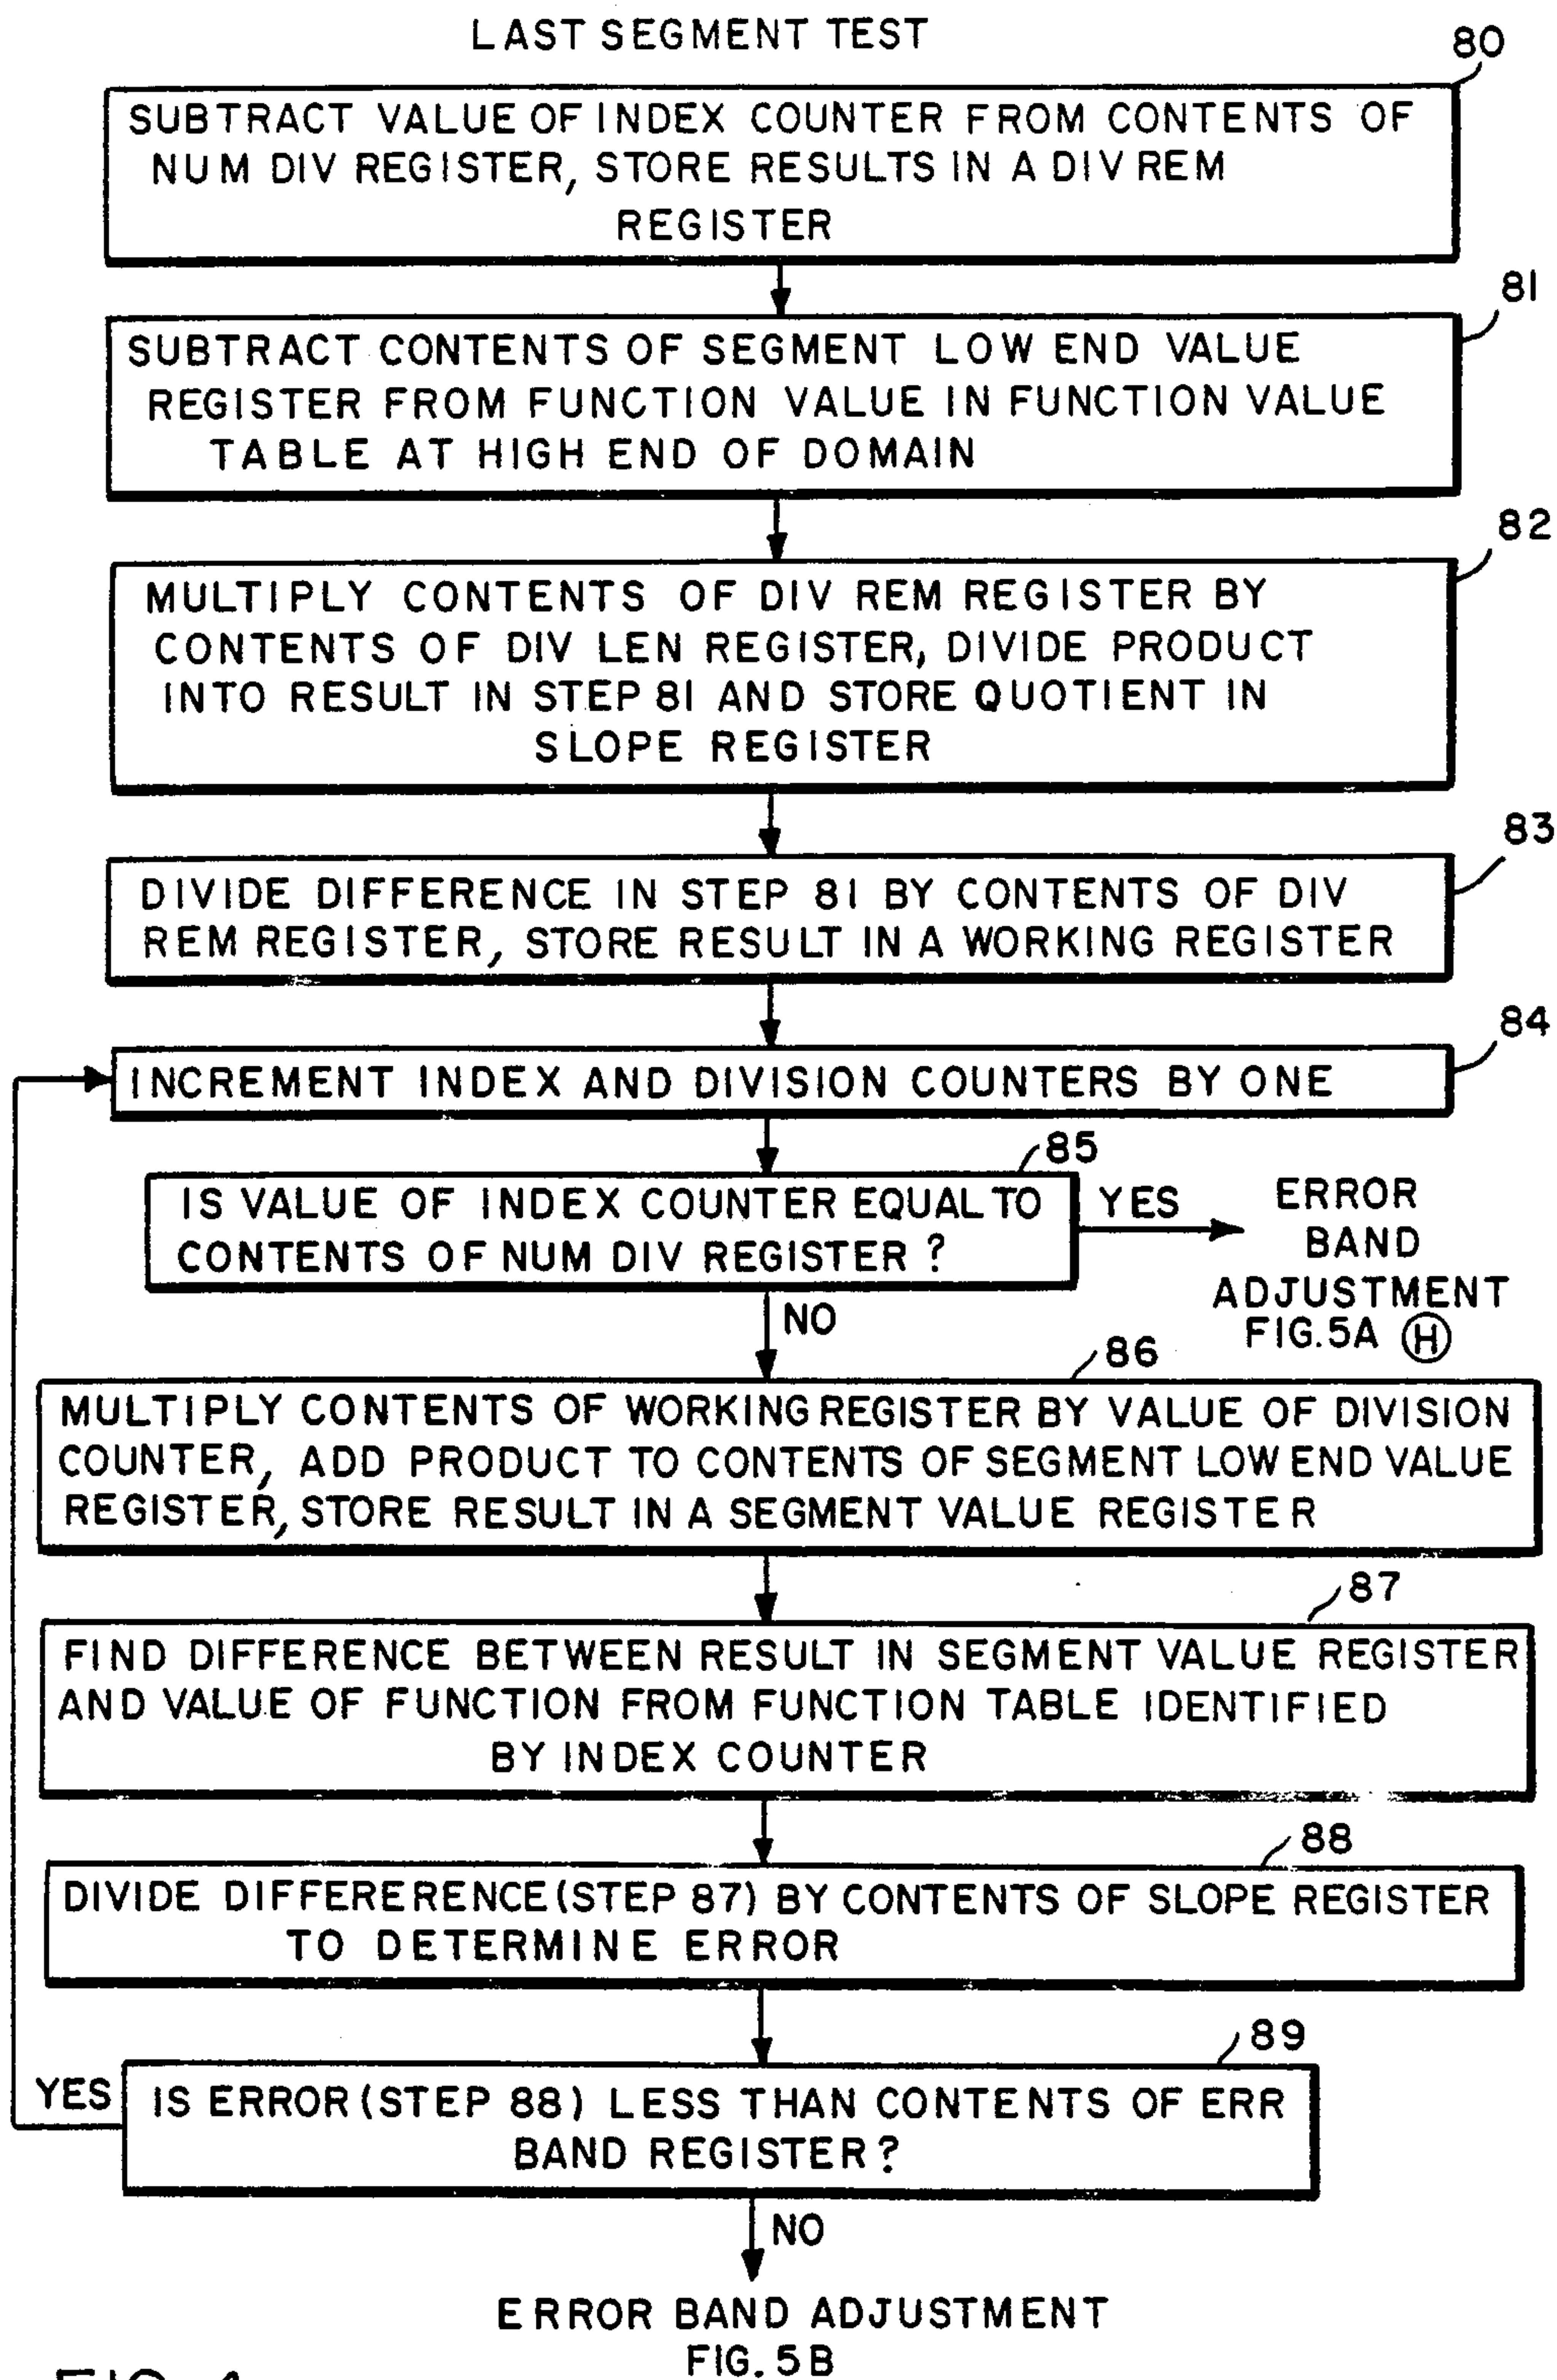 LAST SEGMENT TEST
80
SUBTRACT VALUE OF INDEX COUNTER FROM CONTENTS OF
NUM DIV REGISTER, STORE RESULTS IN A DIV REM
REGISTER
81
SUBTRACT CONTENTS OF SEGMENT LOW END VALUE
REGISTER FROM FUNCTION VALUE IN FUNCTION VALUE
TABLE AT HIGH END OF DOMAIN
82
MULTIPLY CONTENTS OF DIV REM REGISTER BY
CONTENTS OF DIV LEN REGISTER, DIVIDE PRODUCT
INTO RESULT IN STEP 81 AND STORE QUOTIENT IN
SLOPE REGISTER
83
DIVIDE DIFFERENCE IN STEP 81 BY CONTENTS OF DIV
REM REGISTER, STORE RESULT IN A WORKING REGISTER
84
INCREMENT INDEX AND DIVISION COUNTERS BY ONE
85
IS VALUE OF INDEX COUNTER EQUAL TO
CONTENTS OF NUM DIV REGISTER?
YES
ERROR
BAND
ADJUSTMENT
FIG.5A H
NO
86
MULTIPLY CONTENTS OF WORKING REGISTER BY VALUE OF DIVISION
COUNTER, ADD PRODUCT TO CONTENTS OF SEGMENT LOW END VALUE
REGISTER, STORE RESULT IN A SEGMENT VALUE REGISTER
87
FIND DIFFERENCE BETWEEN RESULT IN SEGMENT VALUE REGISTER
AND VALUE OF FUNCTION FROM FUNCTION TABLE IDENTIFIED
BY INDEX COUNTER
88
DIVIDE DIFFERERENCE (STEP 87) BY CONTENTS OF SLOPE REGISTER
TO DETERMINE ERROR
89
YES
IS ERROR (STEP 88) LESS THAN CONTENTS OF ERR
BAND REGISTER?
NO
ERROR BAND ADJUSTMENT
FIG. 5B